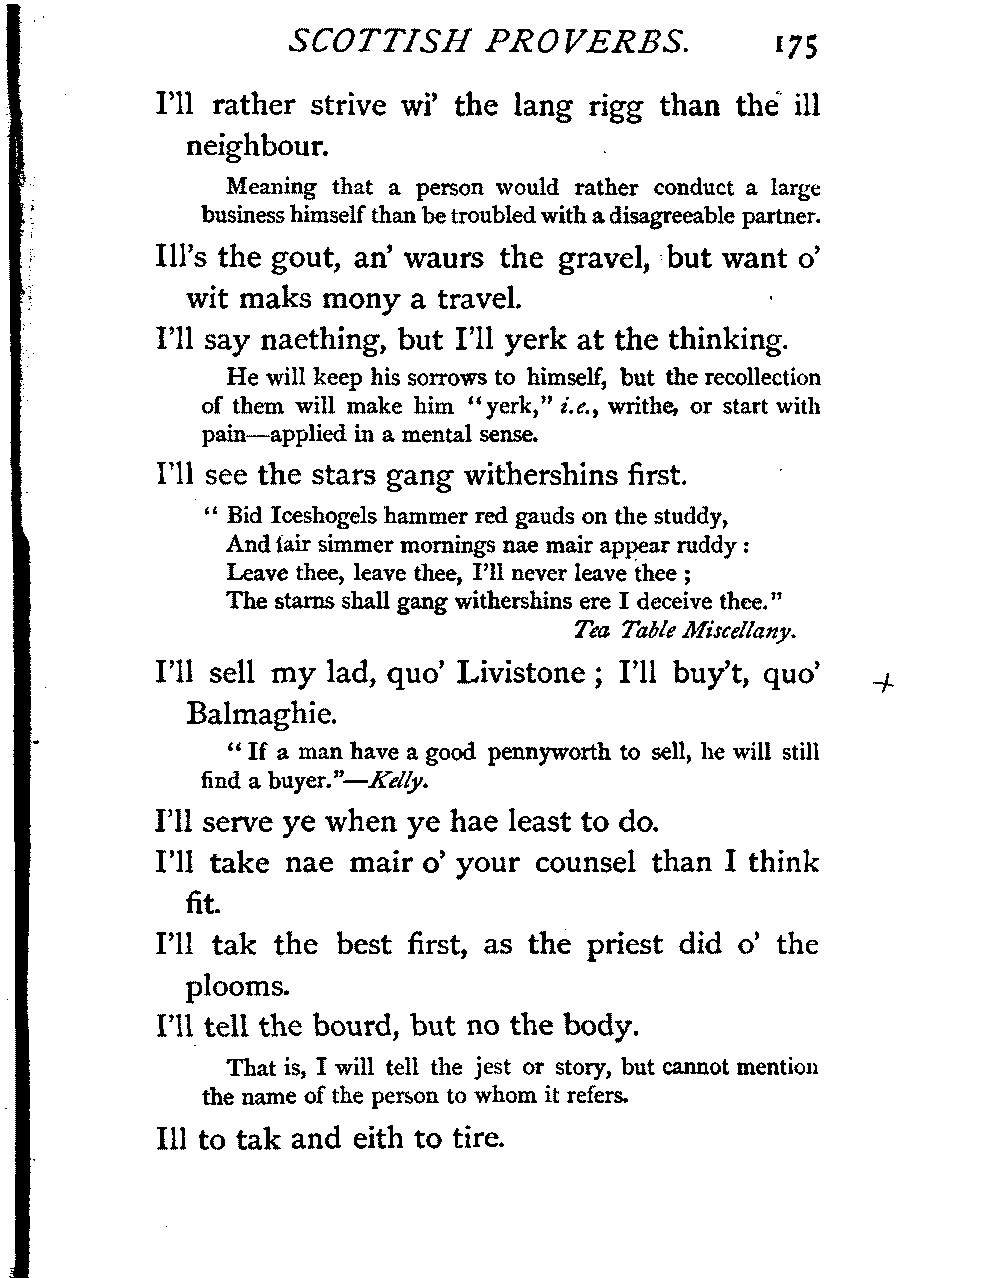 SCOTTISH PROVERBS. 175
I'll rather strive wi' the lang rigg than the ill
neighbour.
Meaning that a person would rather conduct a large
business himself than be troubled with a disagreeable partner.
Ill's the gout, an' waurs the gravel, but want o'
wit maks mony a travel.
I'll say naething, but I'll yerk at the thinking.
He will keep his sorrows to himself, but the recollection
of them will make him "yerk," i.e., writhe, or start with
pain—applied in a mental sense.
I'll see the stars gang withershins first.
"Bid Iceshogels hammer red gauds on the studdy,
And fair simmer mornings nae mair appear ruddy:
Leave thee, leave thee, I'll never leave thee;
The starns shall gang withershins ere I deceive thee."
Tea Table Miscellany.
I'll sell my lad, quo' Livistone; I'll buy't, quo'
Balmaghie.
"If a man have a good pennyworth to sell, he will still
find a buyer."—Kelly.
I'll serve ye when ye hae least to do.
I'll take nae mair o' your counsel than I think
fit.
I'll tak the best first, as the priest did o' the
plooms.
I'll tell the bourd, but no the body.
That is, I will tell the jest or story, but cannot mention
the name of the person to whom it refers.
Ill to tak and eith to tire.